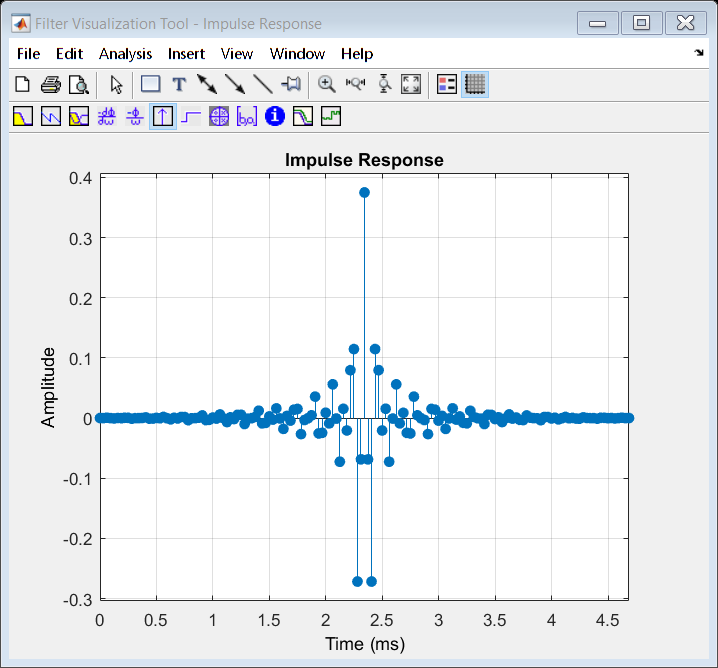 Filter Visualization Tool - Impulse Response
File Edit Analysis Insert View Window Help
Impulse Response
0.4
0.3
0.2
0.1
0
-0.1
-0.2
-0.3
Amplitude
0 0.5 1 1.5 2 2.5 3 3.5 4 4.5
Time (ms)